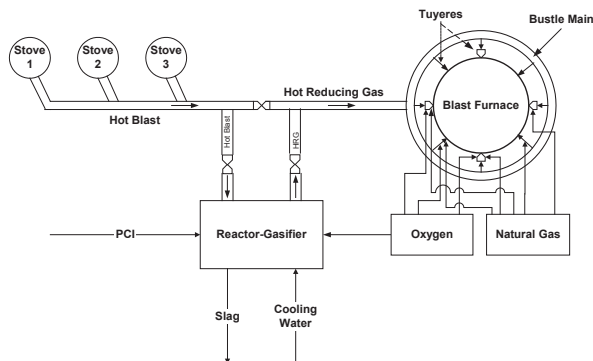 Tuyeres
Bustle Main
Stove
1
Stove
2
Stove
3
Hot Reducing Gas
Hot Blast
Blast Furnace
Hot Blast
HRG
PCI
Reactor-Gasifier
Oxygen
Natural Gas
Slag
Cooling
Water